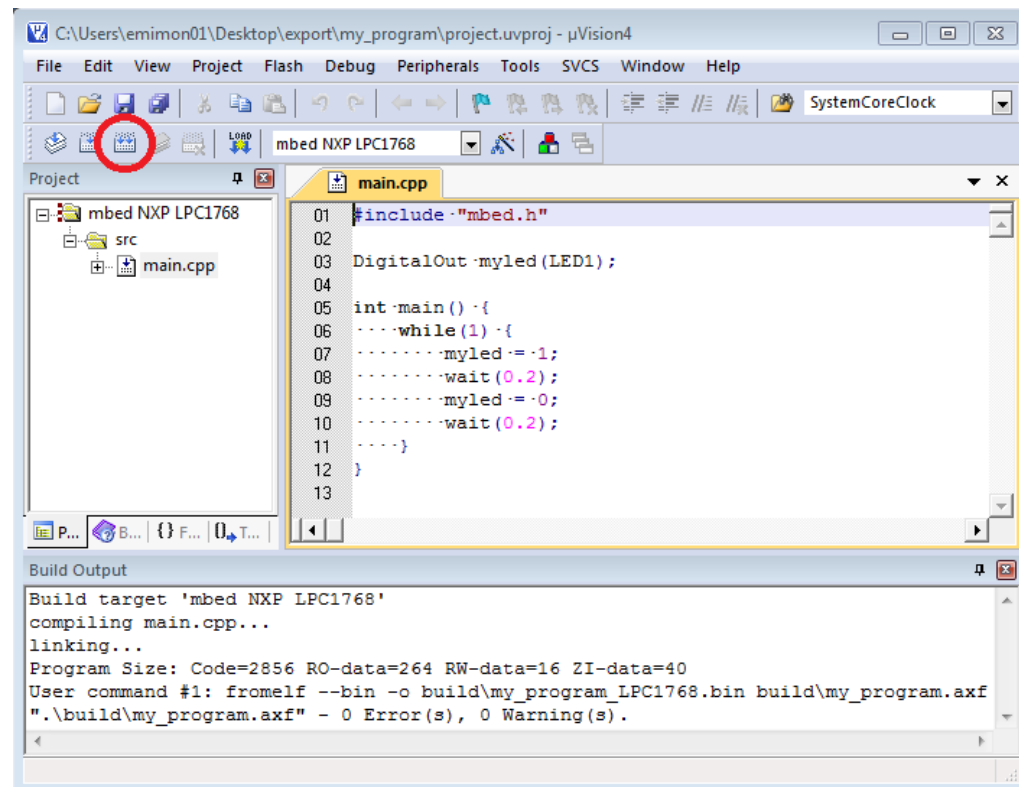 C:\Users\emimon01\Desktop\export\my_program\project.uvproj - µVision4
File Edit View Project Flash Debug Peripherals Tools SVCS Window Help
SystemCoreClock
LOAD mbed NXP LPC1768
Project
main.cpp
mbed NXP LPC1768
src
main.cpp
01 #include "mbed.h"
02
03 DigitalOut myled(LED1);
04
05 int main() {
06     while(1) {
07         myled = 1;
08         wait(0.2);
09         myled = 0;
10         wait(0.2);
11     }
12 }
13
P... B... {} F... 0 T...
Build Output
Build target 'mbed NXP LPC1768'
compiling main.cpp...
linking...
Program Size: Code=2856 RO-data=264 RW-data=16 ZI-data=40
User command #1: fromelf --bin -o build\my_program_LPC1768.bin build\my_program.axf
".\build\my_program.axf" - 0 Error(s), 0 Warning(s).